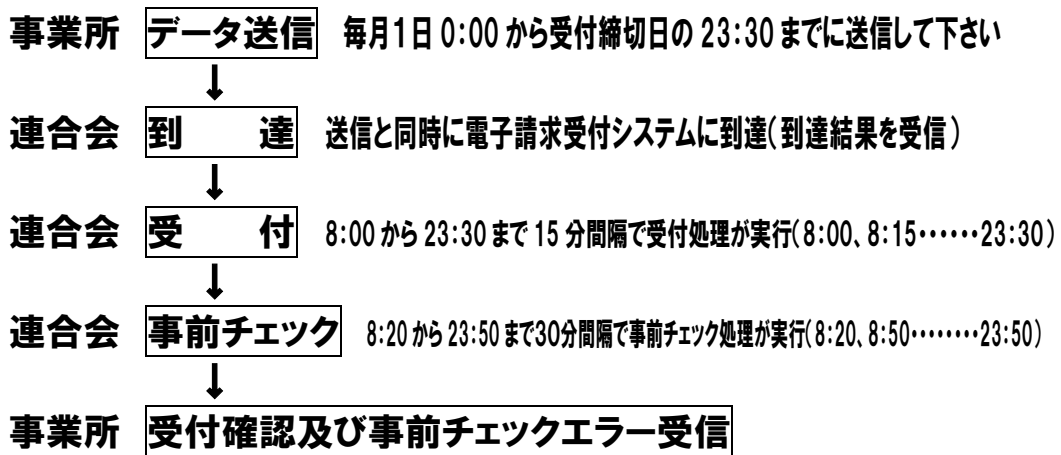 事業所 データ送信 毎月1日 0:00 から受付締切日の 23:30 までに送信して下さい
↓
連合会 到 達 送信と同時に電子請求受付システムに到達(到達結果を受信)
↓
連合会 受 付 8:00 から 23:30 まで 15 分間隔で受付処理が実行(8:00、8:15・・・・・・23:30)
↓
連合会 事前チェック 8:20 から 23:50 まで30分間隔で事前チェック処理が実行(8:20、8:50・・・・・・・・23:50)
↓
事業所 受付確認及び事前チェックエラー受信